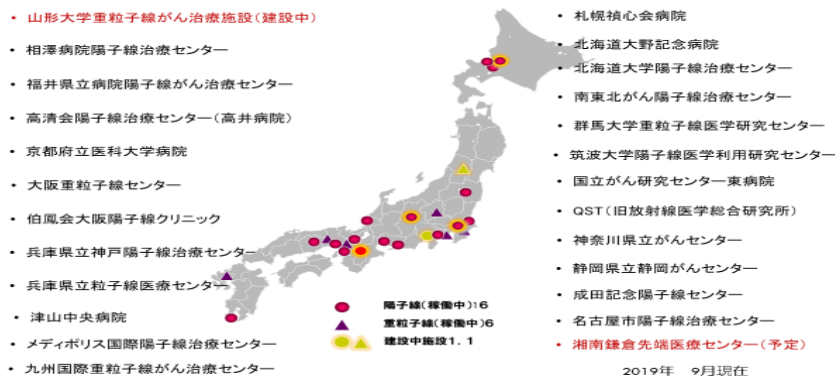 • 山形大学重粒子線がん治療施設(建設中)
• 相澤病院陽子線治療センター
• 福井県立病院陽子線がん治療センター
• 高清会陽子線治療センター(高井病院)
• 京都府立医科大学病院
• 大阪重粒子線センター
• 伯鳳会大阪陽子線クリニック
• 兵庫県立神戸陽子線治療センター
• 兵庫県立粒子線医療センター
• 津山中央病院
• メディポリス国際陽子線治療センター
• 九州国際重粒子線がん治療センター
陽子線(稼働中)16
重粒子線(稼働中)6
建設中施設1.1
• 札幌禎心会病院
• 北海道大野記念病院
• 北海道大学陽子線治療センター
• 南東北がん陽子線治療センター
• 群馬大学重粒子線医学研究センター
• 筑波大学陽子線医学利用研究センター
• 国立がん研究センター東病院
• QST(旧放射線医学総合研究所)
• 神奈川県立がんセンター
• 静岡県立静岡がんセンター
• 成田記念陽子線センター
• 名古屋市陽子線治療センター
• 湘南鎌倉先端医療センター(予定)
2019年 9月現在